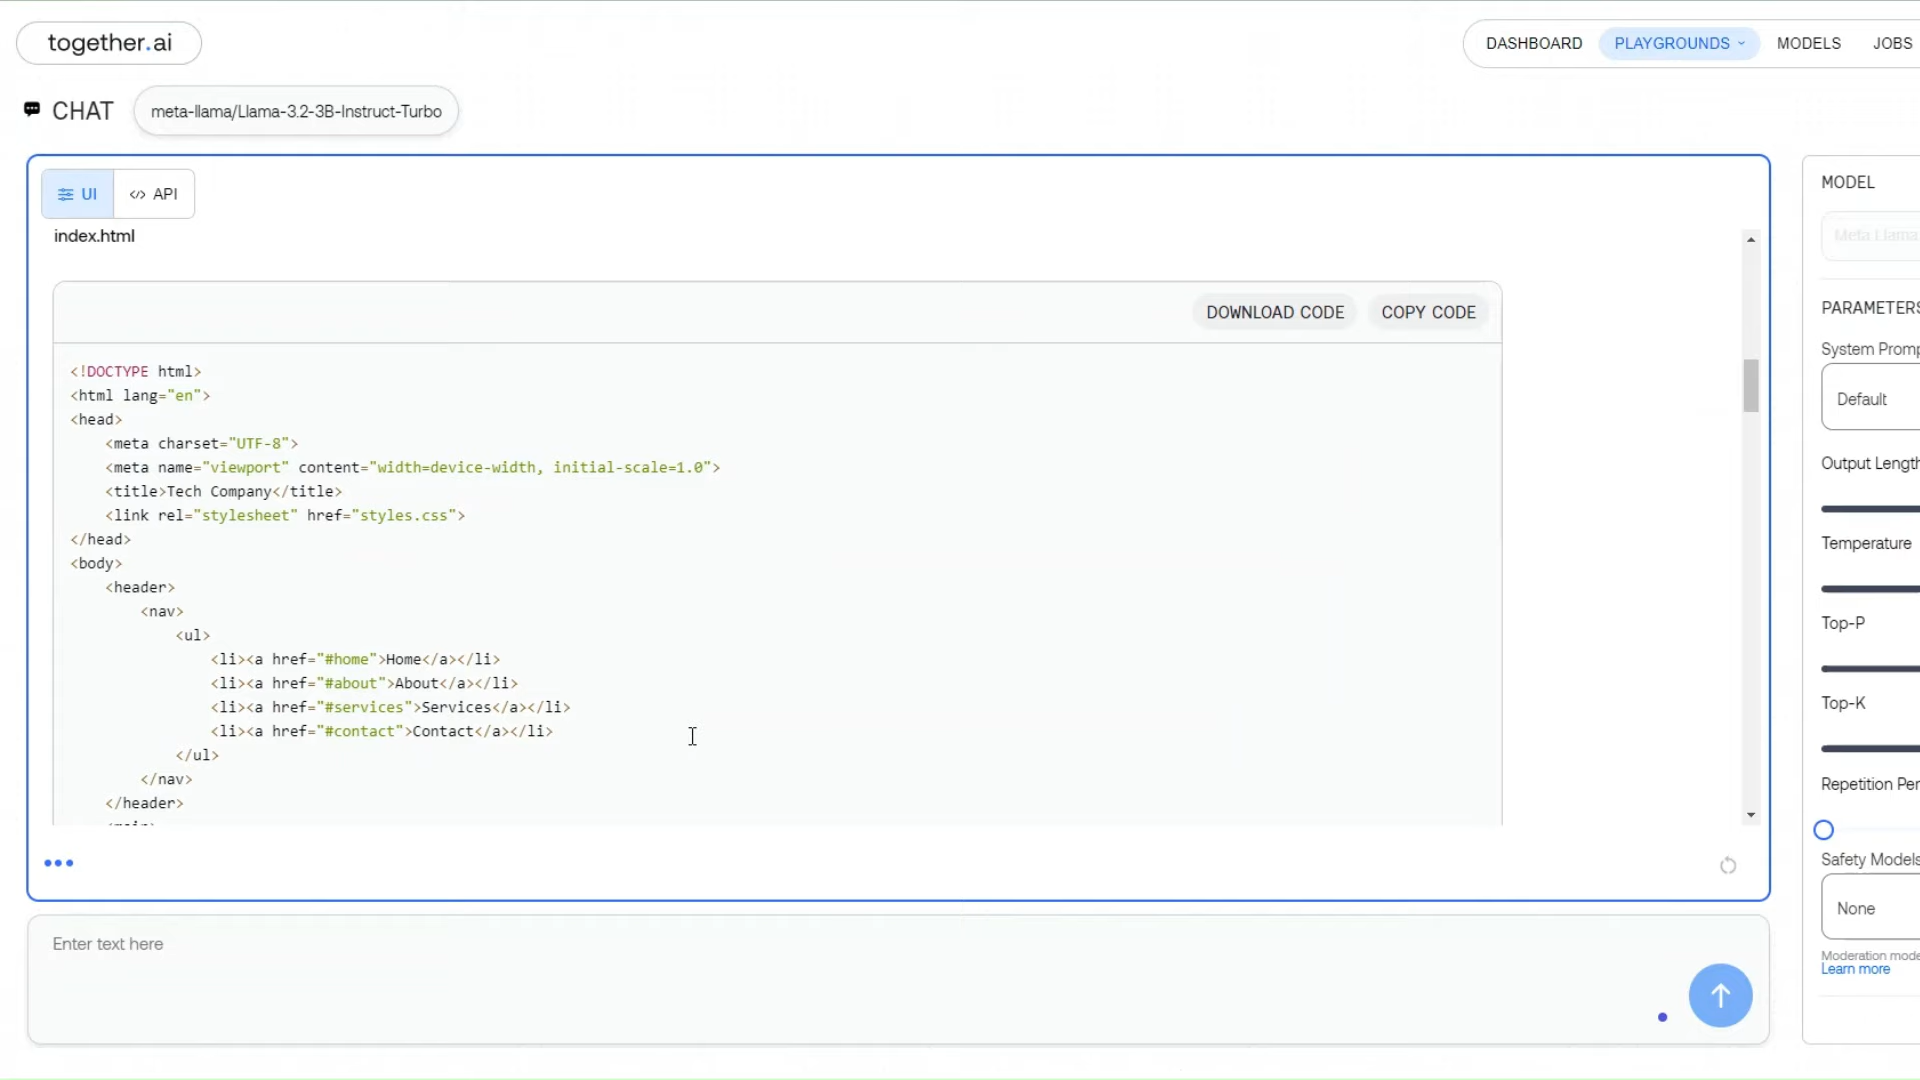 together.ai
DASHBOARD PLAYGROUNDS MODELS JOBS
CHAT meta-llama/Llama-3.2-3B-Instruct-Turbo
UI </> API
index.html
DOWNLOAD CODE COPY CODE
<!DOCTYPE html>
<html lang="en">
<head>
    <meta charset="UTF-8">
    <meta name="viewport" content="width=device-width, initial-scale=1.0">
    <title>Tech Company</title>
    <link rel="stylesheet" href="styles.css">
</head>
<body>
    <header>
        <nav>
            <ul>
                <li><a href="#home">Home</a></li>
                <li><a href="#about">About</a></li>
                <li><a href="#services">Services</a></li>
                <li><a href="#contact">Contact</a></li>
            </ul>
        </nav>
    </header>
Enter text here
MODEL
Meta Llama
PARAMETERS
System Promp
Default
Output Length
Temperature
Top-P
Top-K
Repetition Per
Safety Models
None
Moderation mode
Learn more